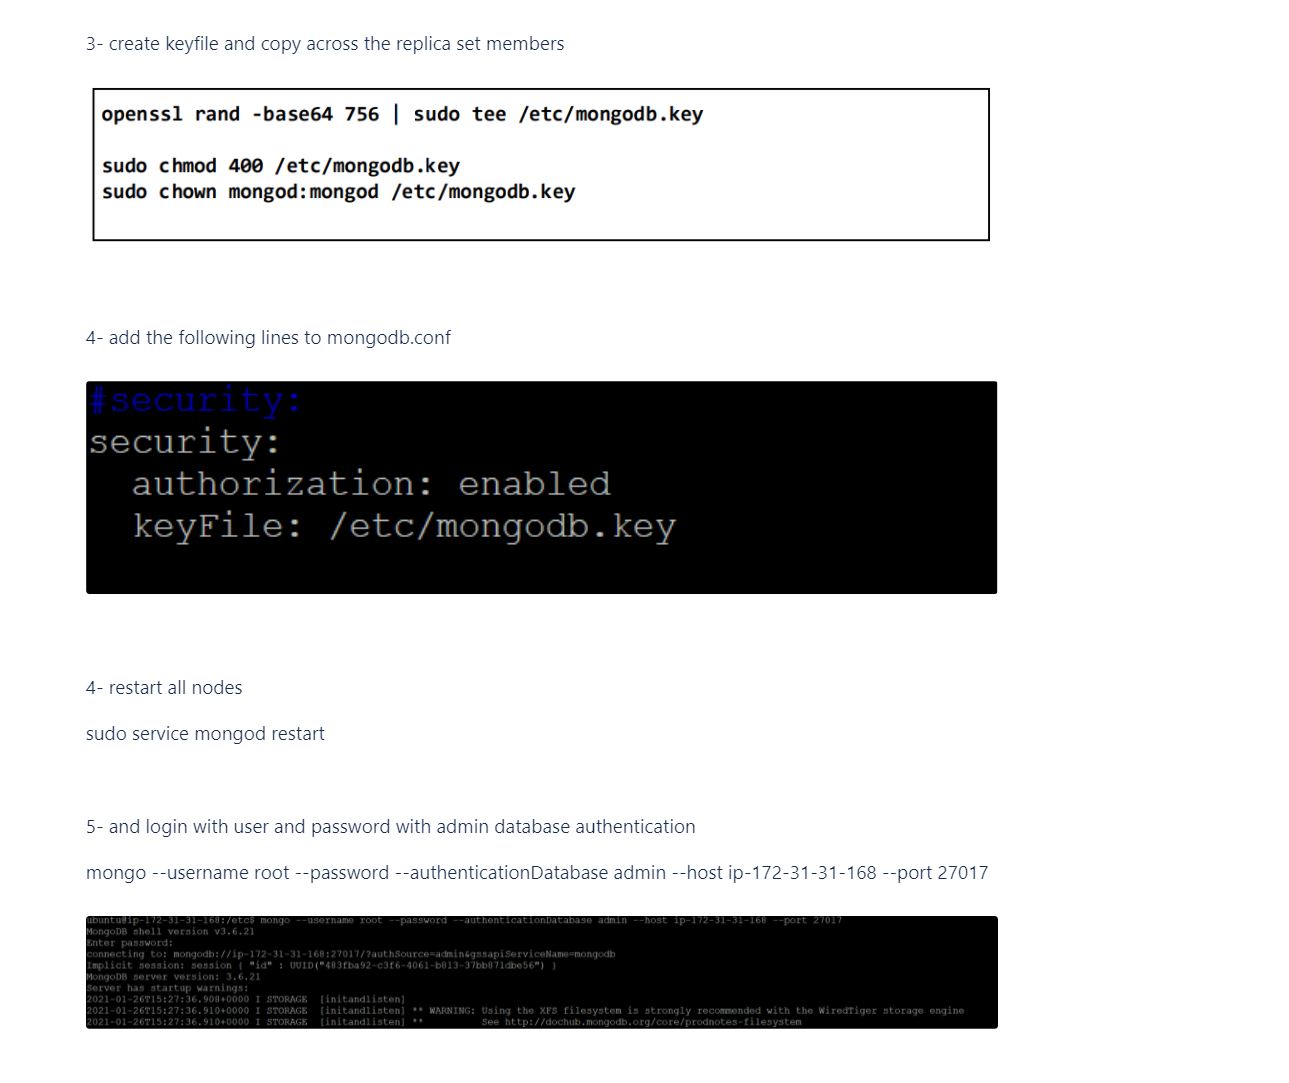 3- create keyfile and copy across the replica set members
openssl rand -base64 756 | sudo tee /etc/mongodb.key
sudo chmod 400 /etc/mongodb.key
sudo chown mongod:mongod /etc/mongodb.key
4- add the following lines to mongodb.conf
#security:
security:
  authorization: enabled
  keyFile: /etc/mongodb.key
4- restart all nodes
sudo service mongod restart
5- and login with user and password with admin database authentication
mongo --username root --password --authenticationDatabase admin --host ip-172-31-31-168 --port 27017
ubuntu@ip-172-31-31-168:/etc$ mongo --username root --password --authenticationDatabase admin --host ip-172-31-31-168 --port 27017
MongoDB shell version v3.6.21
Enter password:
connecting to: mongodb://ip-172-31-31-168:27017/?authSource=admin&gssapiServiceName=mongodb
Implicit session: session { "id" : UUID("483fba92-c3f6-4061-b813-37bb871dbe56") }
MongoDB server version: 3.6.21
Server has startup warnings:
2021-01-26T15:27:36.908+0000 I STORAGE  [initandlisten]
2021-01-26T15:27:36.910+0000 I STORAGE  [initandlisten] ** WARNING: Using the XFS filesystem is strongly recommended with the WiredTiger storage engine
2021-01-26T15:27:36.910+0000 I STORAGE  [initandlisten] **          See http://dochub.mongodb.org/core/prodnotes-filesystem